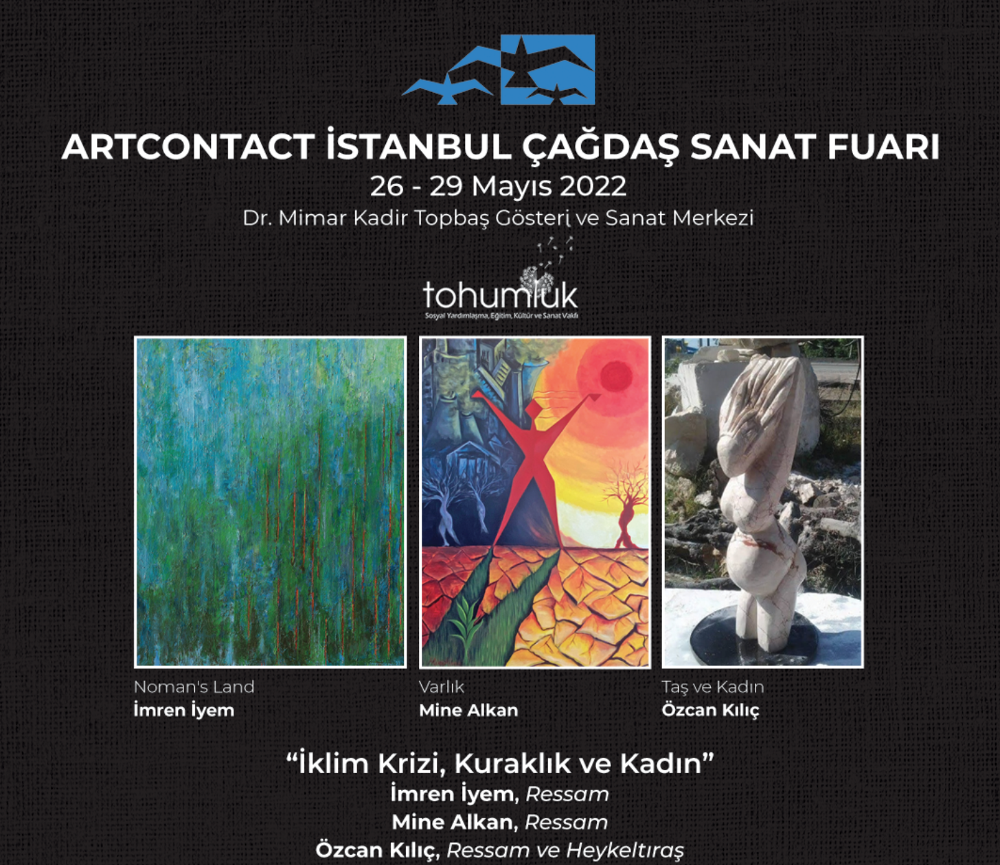 ARTCONTACT İSTANBUL ÇAĞDAŞ SANAT FUARI
26 - 29 Mayıs 2022
Dr. Mimar Kadir Topbaş Gösteri ve Sanat Merkezi
tohumluk
Sosyal Yardımlaşma, Eğitim, Kültür ve Sanat Vakfı
Noman's Land
İmren İyem
Varlık
Mine Alkan
Taş ve Kadın
Özcan Kılıç
“İklim Krizi, Kuraklık ve Kadın”
İmren İyem, Ressam
Mine Alkan, Ressam
Özcan Kılıç, Ressam ve Heykeltıraş